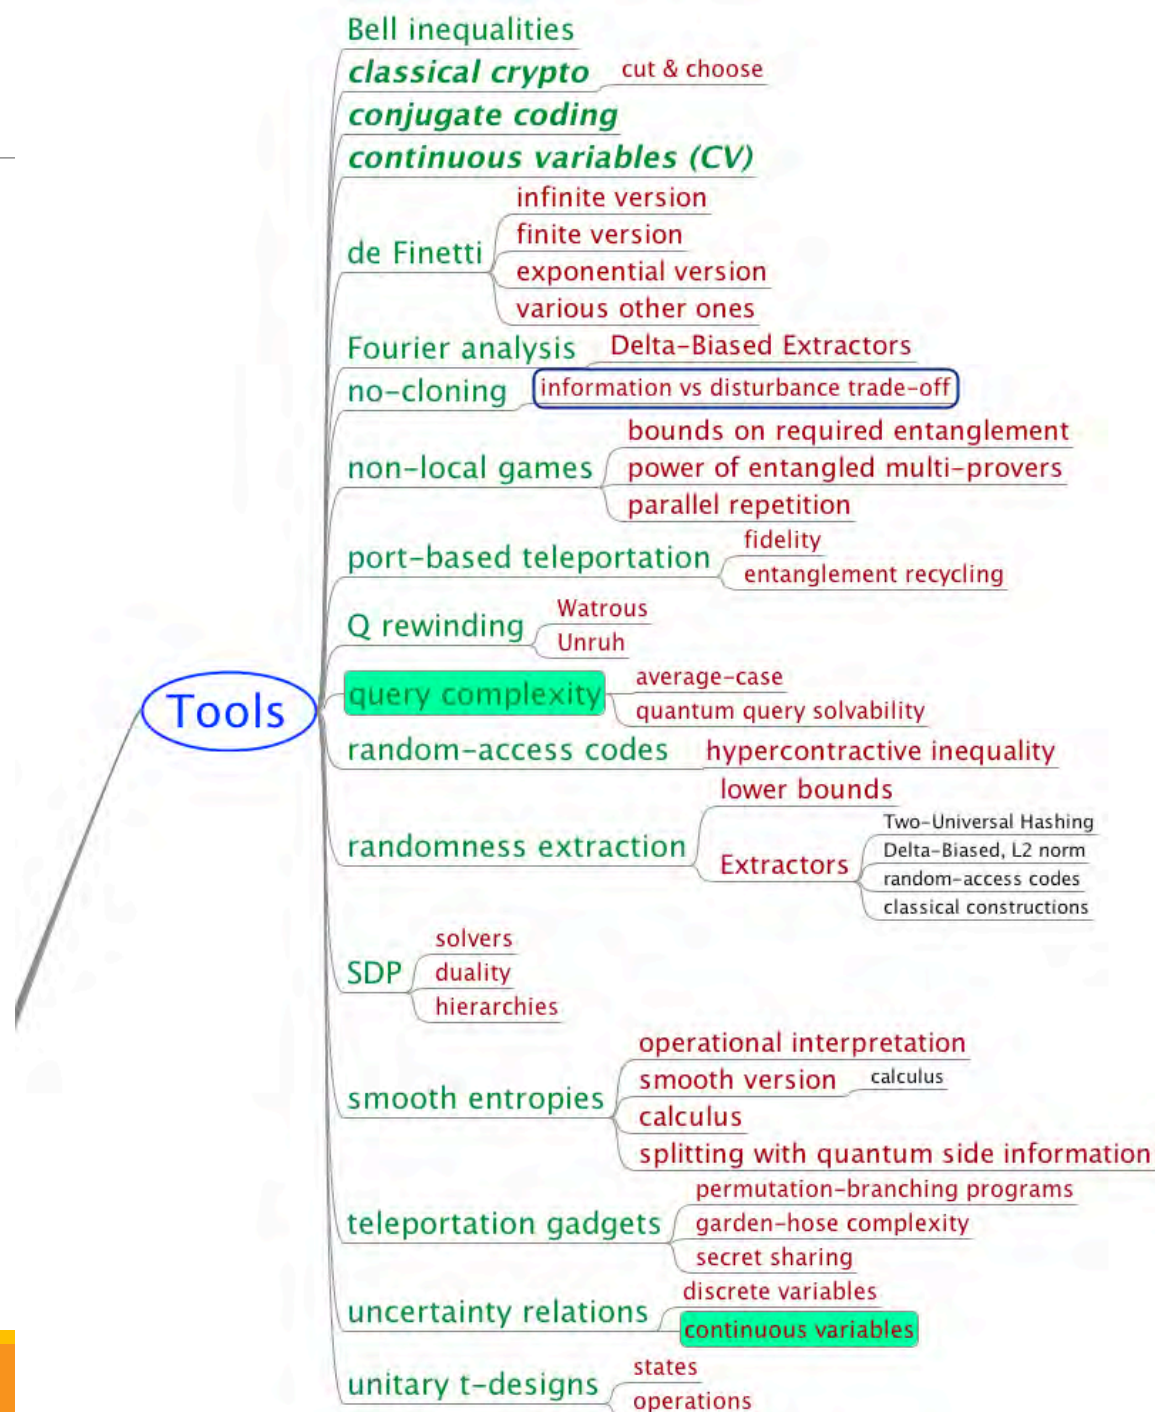 Bell inequalities
classical crypto
cut & choose
conjugate coding
continuous variables (CV)
de Finetti
infinite version
finite version
exponential version
various other ones
Fourier analysis
Delta-Biased Extractors
no-cloning
information vs disturbance trade-off
non-local games
bounds on required entanglement
power of entangled multi-provers
parallel repetition
port-based teleportation
fidelity
entanglement recycling
Q rewinding
Watrous
Unruh
Tools
query complexity
average-case
quantum query solvability
random-access codes
hypercontractive inequality
randomness extraction
lower bounds
Extractors
Two-Universal Hashing
Delta-Biased, L2 norm
random-access codes
classical constructions
SDP
solvers
duality
hierarchies
smooth entropies
operational interpretation
smooth version
calculus
calculus
splitting with quantum side information
teleportation gadgets
permutation-branching programs
garden-hose complexity
secret sharing
uncertainty relations
discrete variables
continuous variables
unitary t-designs
states
operations